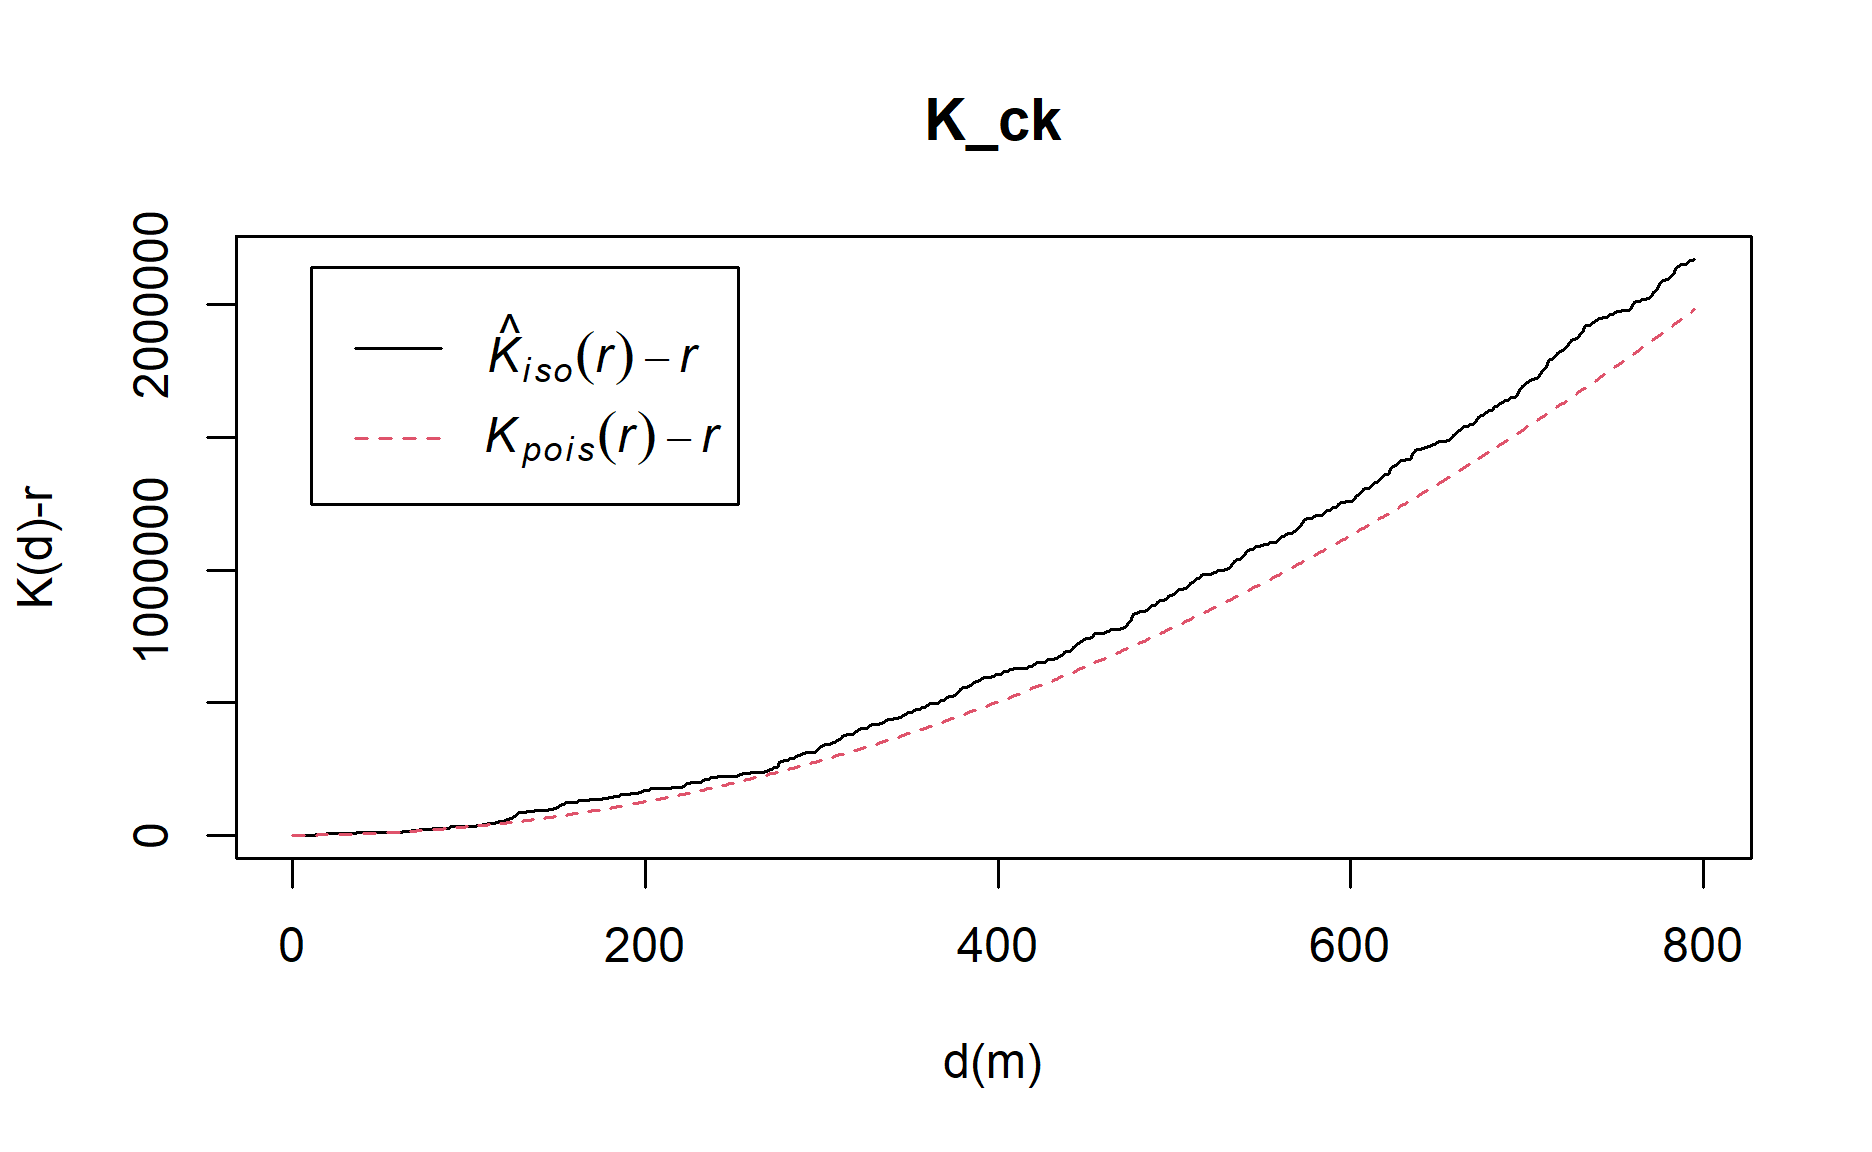 K_ck
K(d)-r
2000000
1000000
0
K̂iso(r) − r
Kpois(r) − r
0 200 400 600 800
d(m)